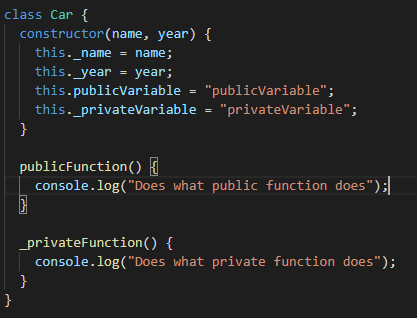 class Car {
  constructor(name, year) {
    this._name = name;
    this._year = year;
    this.publicVariable = "publicVariable";
    this._privateVariable = "privateVariable";
  }

  publicFunction() {
    console.log("Does what public function does");
  }

  _privateFunction() {
    console.log("Does what private function does");
  }
}